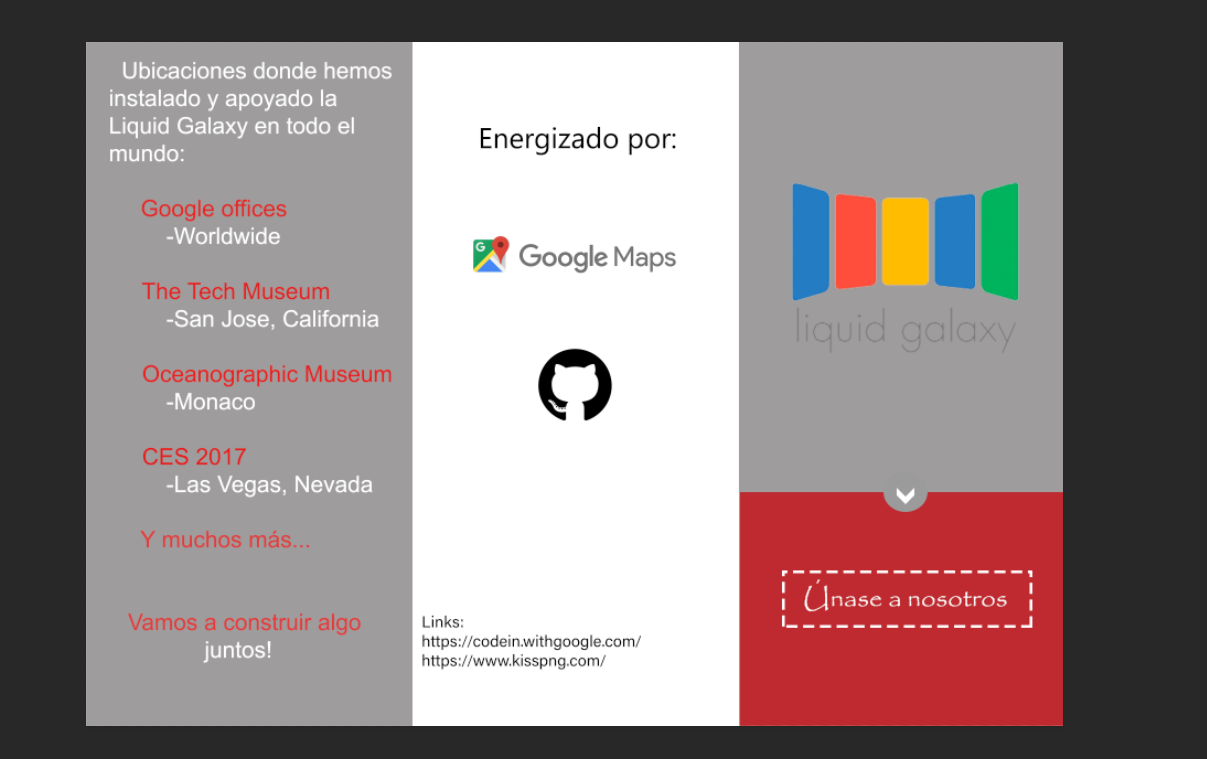 Ubicaciones donde hemos
instalado y apoyado la
Liquid Galaxy en todo el
mundo:
Google offices
-Worldwide
The Tech Museum
-San Jose, California
Oceanographic Museum
-Monaco
CES 2017
-Las Vegas, Nevada
Y muchos más...
Vamos a construir algo
juntos!
Energizado por:
G
Google Maps
Links:
https://codein.withgoogle.com/
https://www.kisspng.com/
liquid galaxy
Únase a nosotros